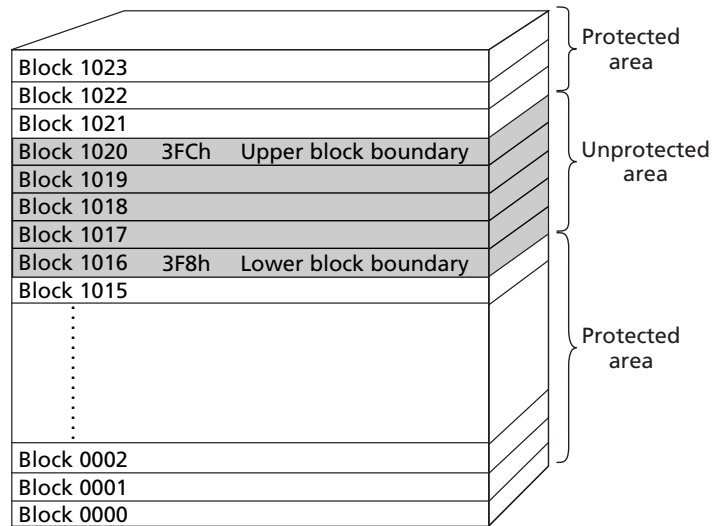 Block 1023
Block 1022
Block 1021
Block 1020 3FCh Upper block boundary
Block 1019
Block 1018
Block 1017
Block 1016 3F8h Lower block boundary
Block 1015
Block 0002
Block 0001
Block 0000
Protected
area
Unprotected
area
Protected
area